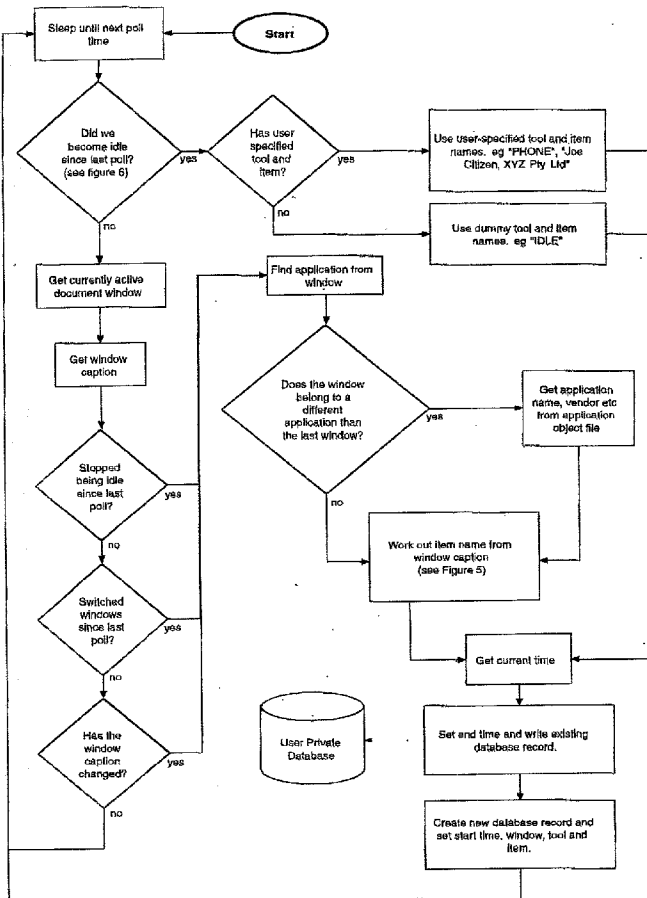 Sleep until next poll
time
Start
Did we
become idle
since last poll?
(see figure 6)
yes
Has user
specified
tool and
item?
yes
Use user-specified tool and item
names. eg "PHONE", "Joe
Citizen, XYZ Pty Ltd"
no
no
Use dummy tool and item
names. eg "IDLE"
Get currently active
document window
Find application from
window
Get window
caption
Does the window
belong to a
different
application than
the last window?
yes
Get application
name, vendor etc
from application
object file
Stopped
being idle
since last
poll?
yes
no
no
Work out item name from
window caption
(see Figure 5)
Switched
windows
since last
poll?
yes
no
Get current time
Has the
window
caption
changed?
yes
no
User Private
Database
Set end time and write existing
database record.
Create new database record and
set start time, window, tool and
item.